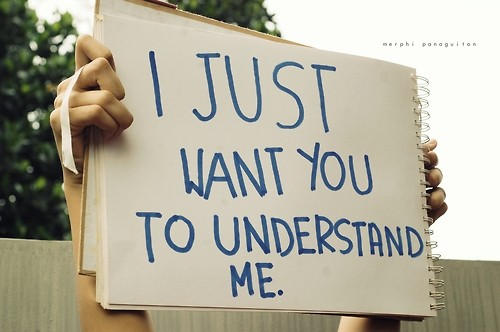 merphi panaguiton
I JUST
WANT YOU
TO UNDERSTAND
ME.